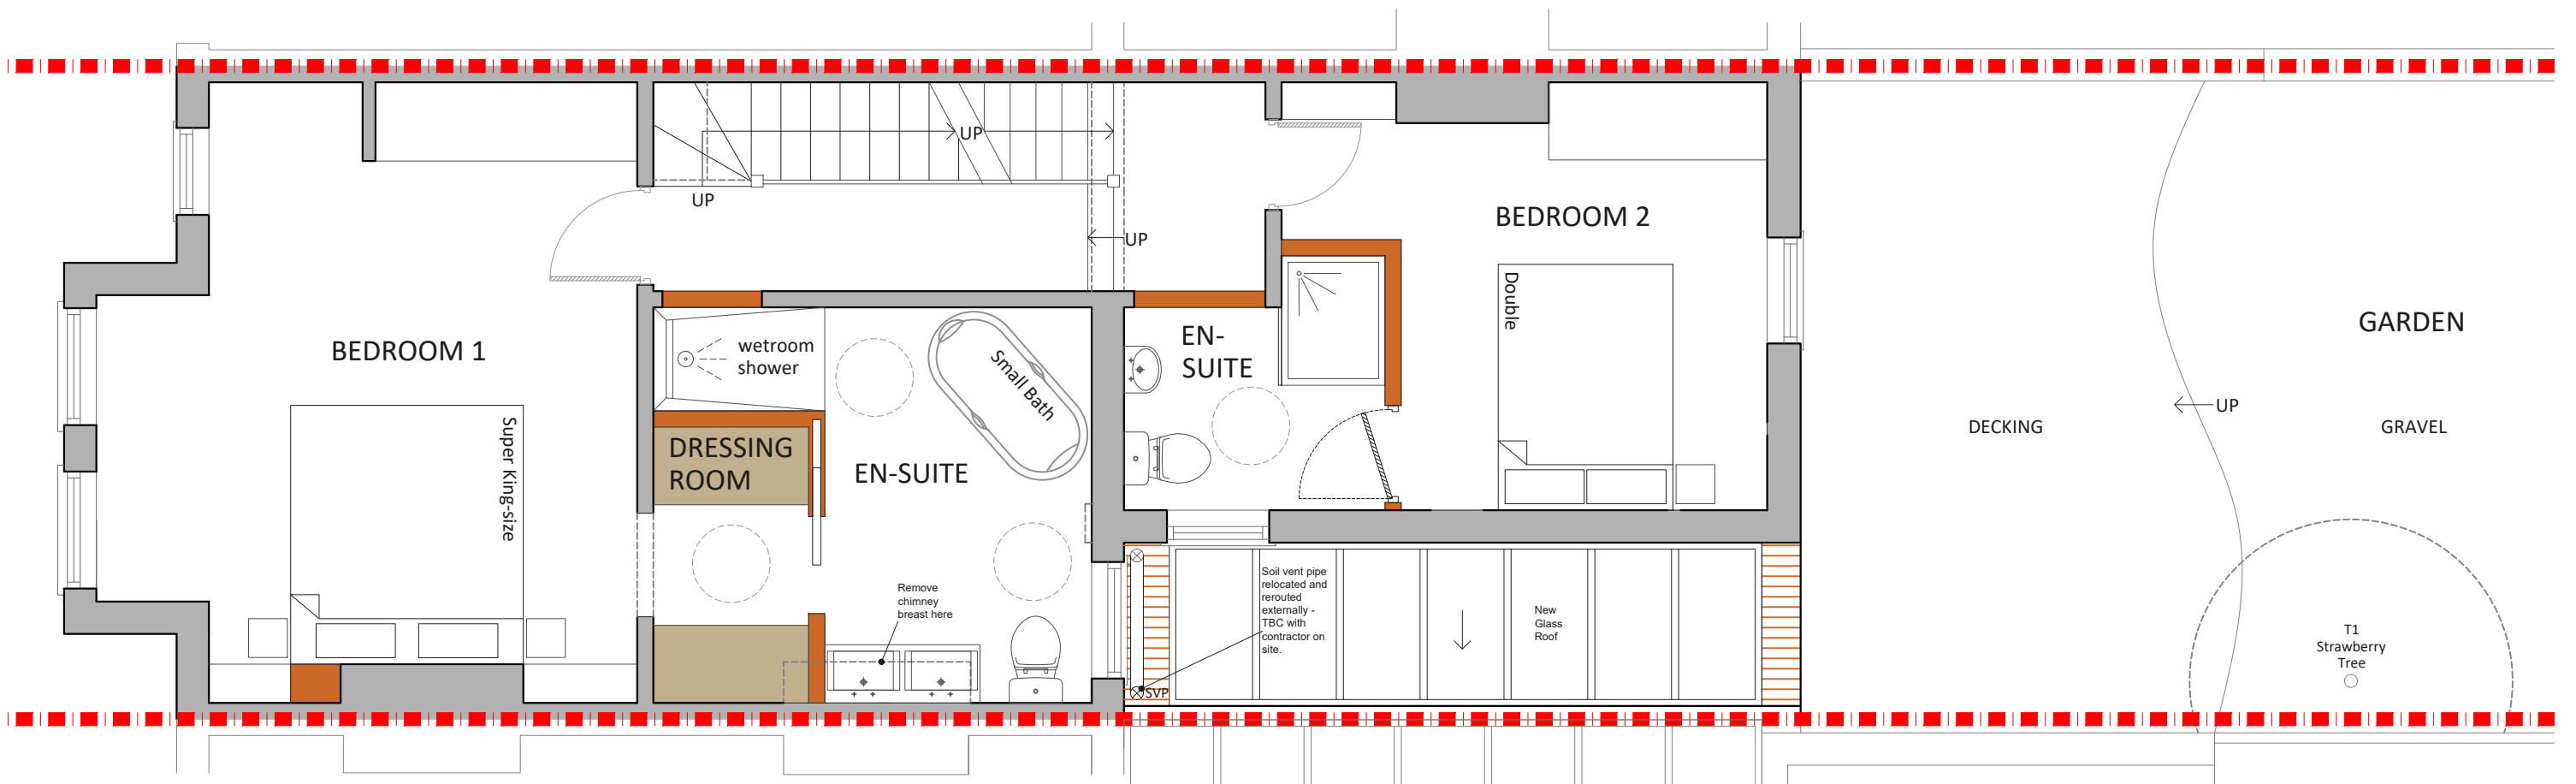 UP
UP
UP
BEDROOM 1
Super King-size
wetroom
shower
Small Bath
DRESSING
ROOM
EN-SUITE
Remove
chimney
breast here
EN-
SUITE
BEDROOM 2
Double
Soil vent pipe
relocated and
rerouted
externally -
TBC with
contractor on
site.
SVP
New
Glass
Roof
DECKING
UP
GARDEN
GRAVEL
T1
Strawberry
Tree